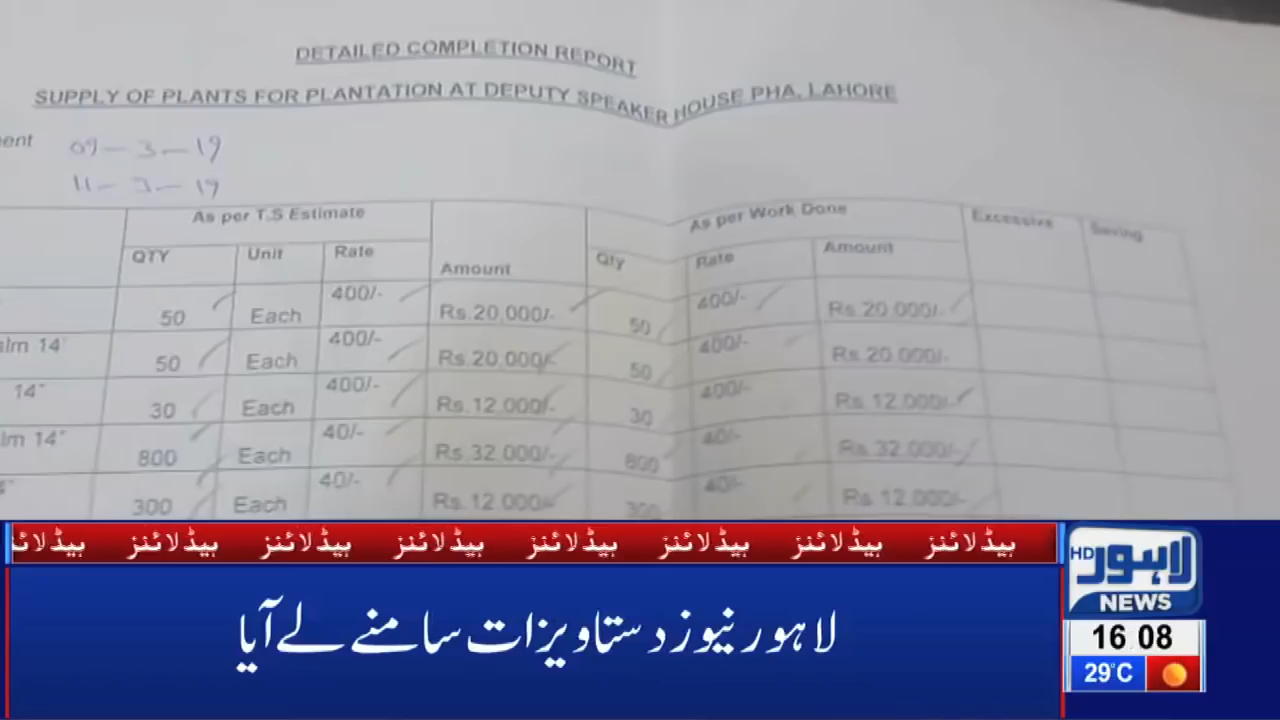 DETAILED COMPLETION REPORT
SUPPLY OF PLANTS FOR PLANTATION AT DEPUTY SPEAKER HOUSE PHA, LAHORE
ent 09-3-19
11-3-19
As per T.S Estimate As per Work Done Excessive Saving
QTY Unit Rate Amount Qty Rate Amount
50 Each 400/- Rs.20,000/- 50 400/- Rs.20,000/-
alm 14" 50 Each 400/- Rs.20,000/- 50 400/- Rs.20,000/-
14" 30 Each 400/- Rs.12,000/- 30 400/- Rs.12,000/-
lm 14" 800 Each 40/- Rs.32,000/- 800 40/- Rs.32,000/-
300 Each 40/- Rs.12,000/- 300 40/- Rs.12,000/-
ہیڈلائنز ہیڈلائنز ہیڈلائنز ہیڈلائنز ہیڈلائنز ہیڈلائنز ہیڈلائنز ہیڈلائنز
لاہور نیوز دستاویزات سامنے لے آیا
HD لاہور
NEWS
16 08
29°C